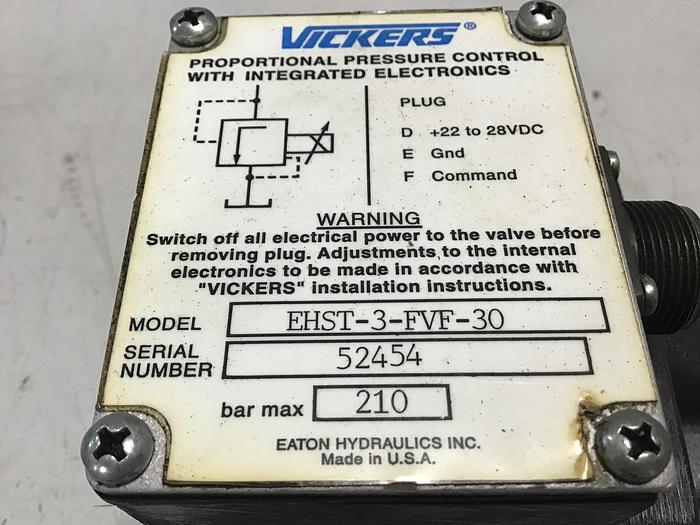 VICKERS®
PROPORTIONAL PRESSURE CONTROL
WITH INTEGRATED ELECTRONICS
PLUG
D +22 to 28VDC
E Gnd
F Command
WARNING
Switch off all electrical power to the valve before
removing plug. Adjustments to the internal
electronics to be made in accordance with
"VICKERS" installation instructions.
MODEL EHST-3-FVF-30
SERIAL
NUMBER 52454
bar max 210
EATON HYDRAULICS INC.
Made in U.S.A.